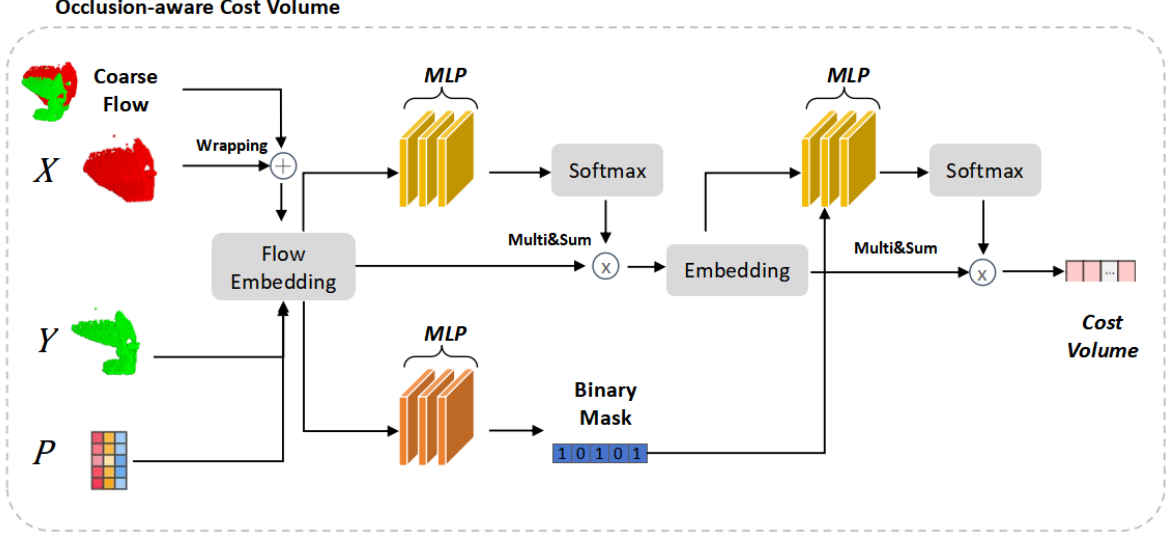 Occlusion-aware Cost Volume
Coarse
Flow
X
Wrapping
+
MLP
Softmax
Flow
Embedding
Multi&Sum
x
Embedding
MLP
Softmax
Multi&Sum
x
...
Cost
Volume
Y
P
MLP
Binary
Mask
1 0 1 0 1